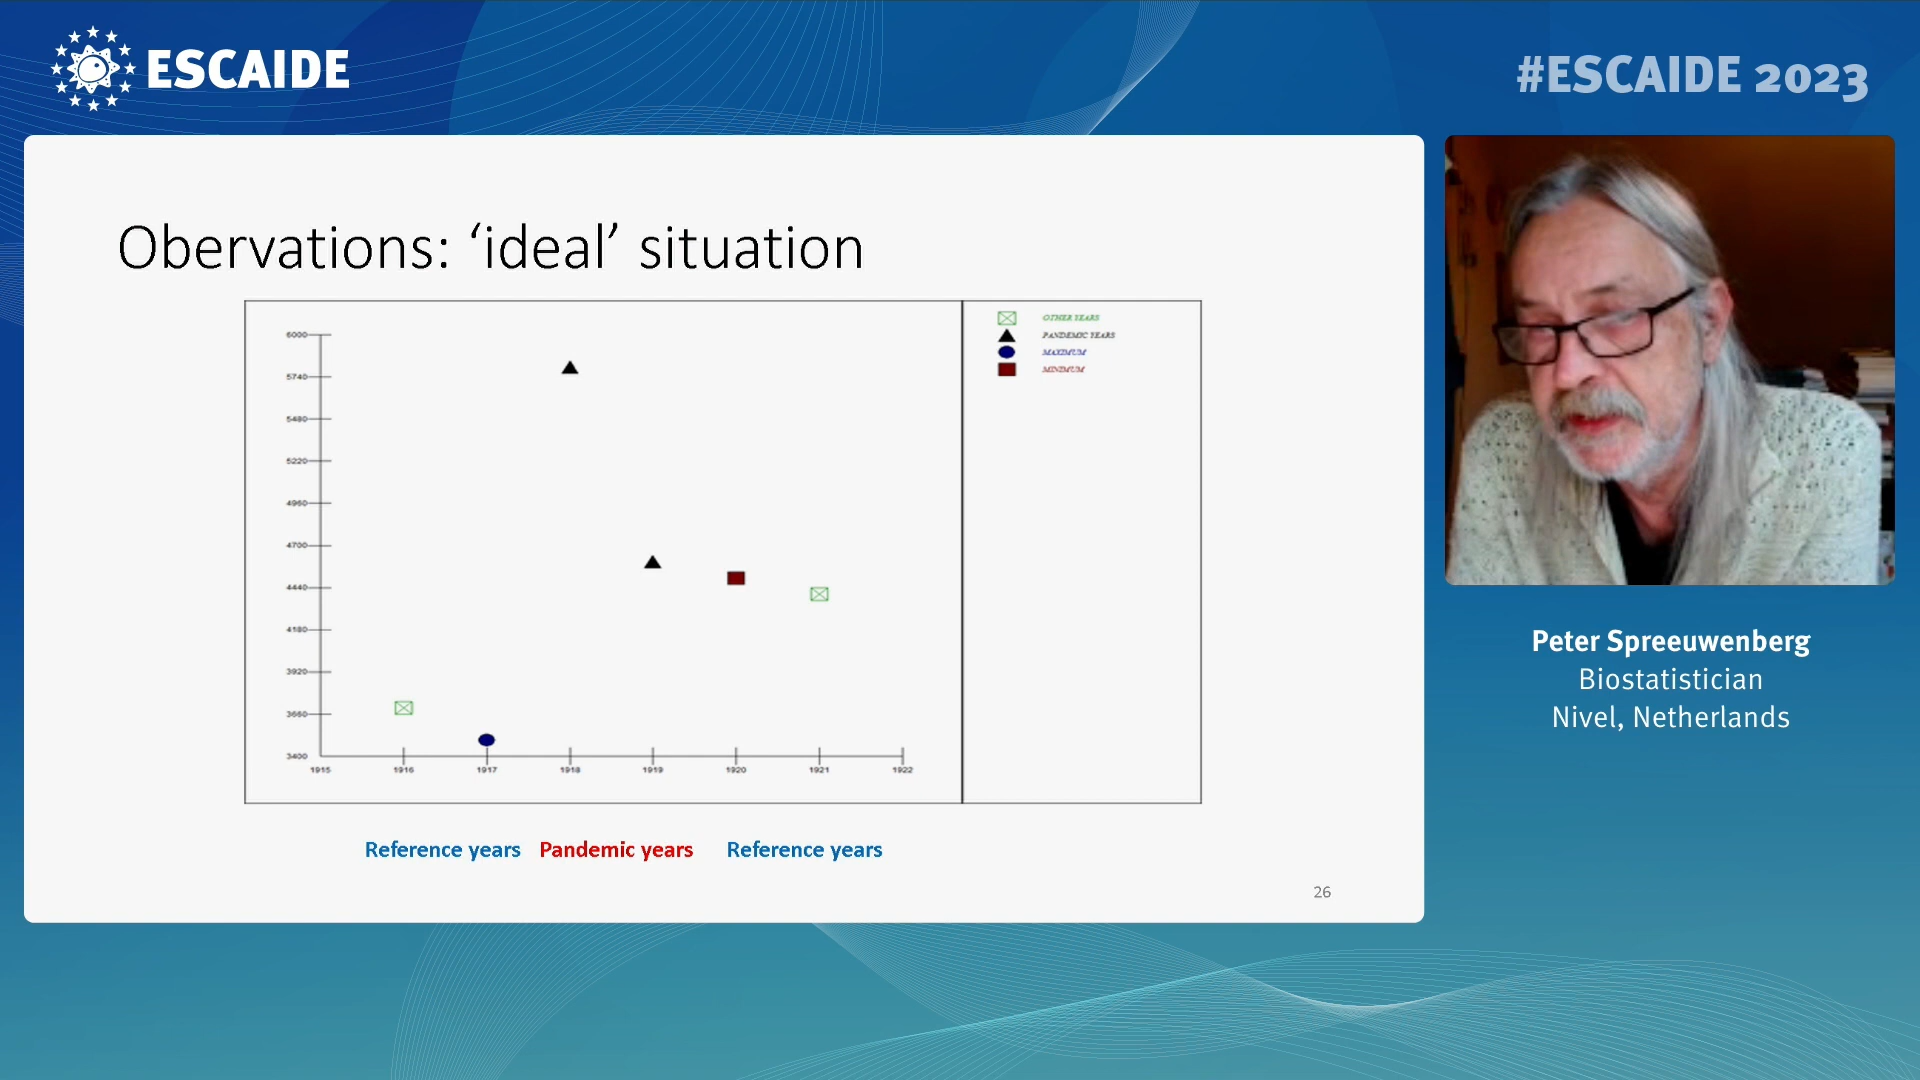 ESCAIDE
#ESCAIDE 2023
Obervations: ‘ideal’ situation
OTHER YEARS
PANDEMIC YEARS
MAXIMUM
MINIMUM
6000
5740
5480
5220
4960
4700
4440
4180
3920
3660
3400
1915 1916 1917 1918 1919 1920 1921 1922
Reference years Pandemic years Reference years
26
Peter Spreeuwenberg
Biostatistician
Nivel, Netherlands